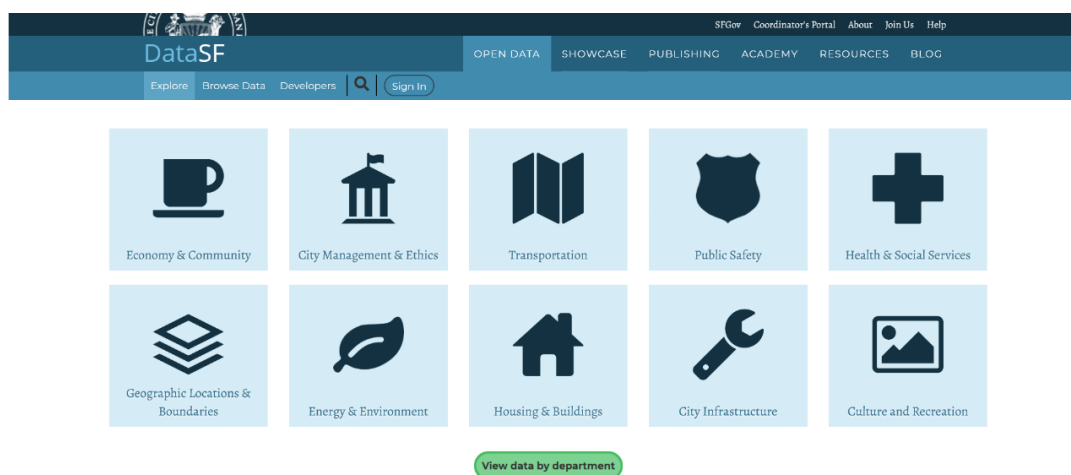 SFGov Coordinator's Portal About Join Us Help
DataSF
OPEN DATA SHOWCASE PUBLISHING ACADEMY RESOURCES BLOG
Explore Browse Data Developers Sign In
Economy & Community
City Management & Ethics
Transportation
Public Safety
Health & Social Services
Geographic Locations &
Boundaries
Energy & Environment
Housing & Buildings
City Infrastructure
Culture and Recreation
View data by department